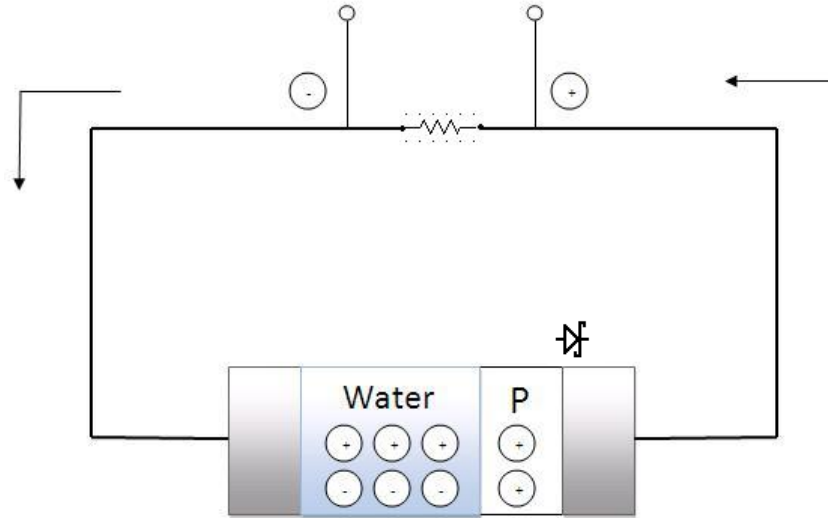 - +
Water P
+ + + +
- - - +